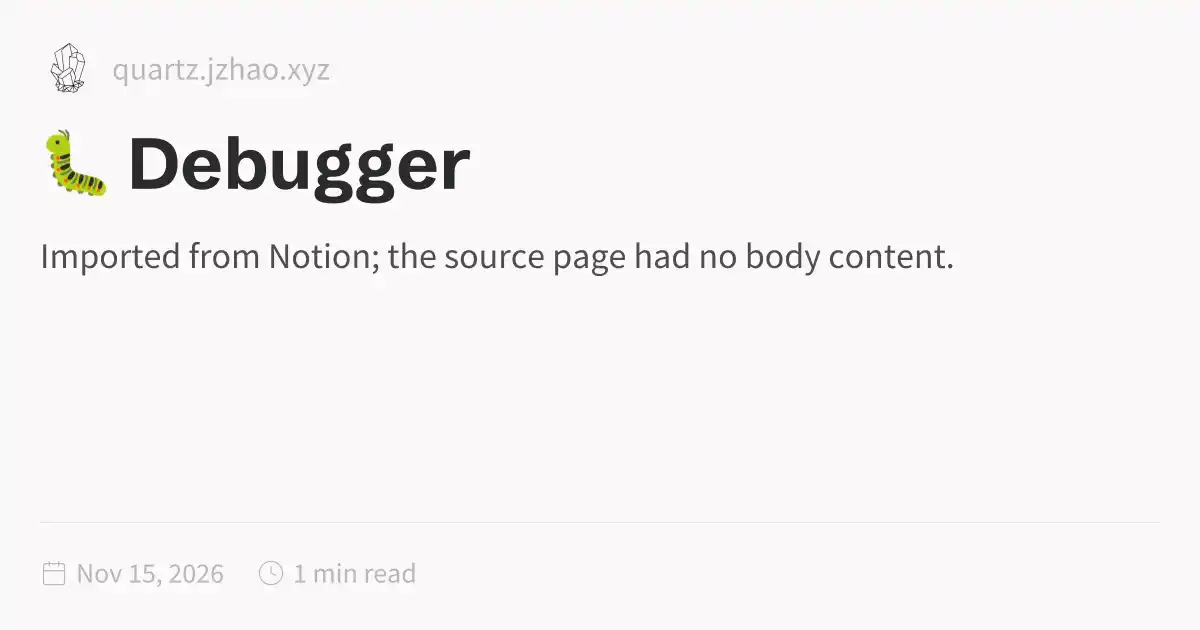 quartz.jzhao.xyz
🐛 Debugger
Imported from Notion; the source page had no body content.
Nov 15, 2026 1 min read